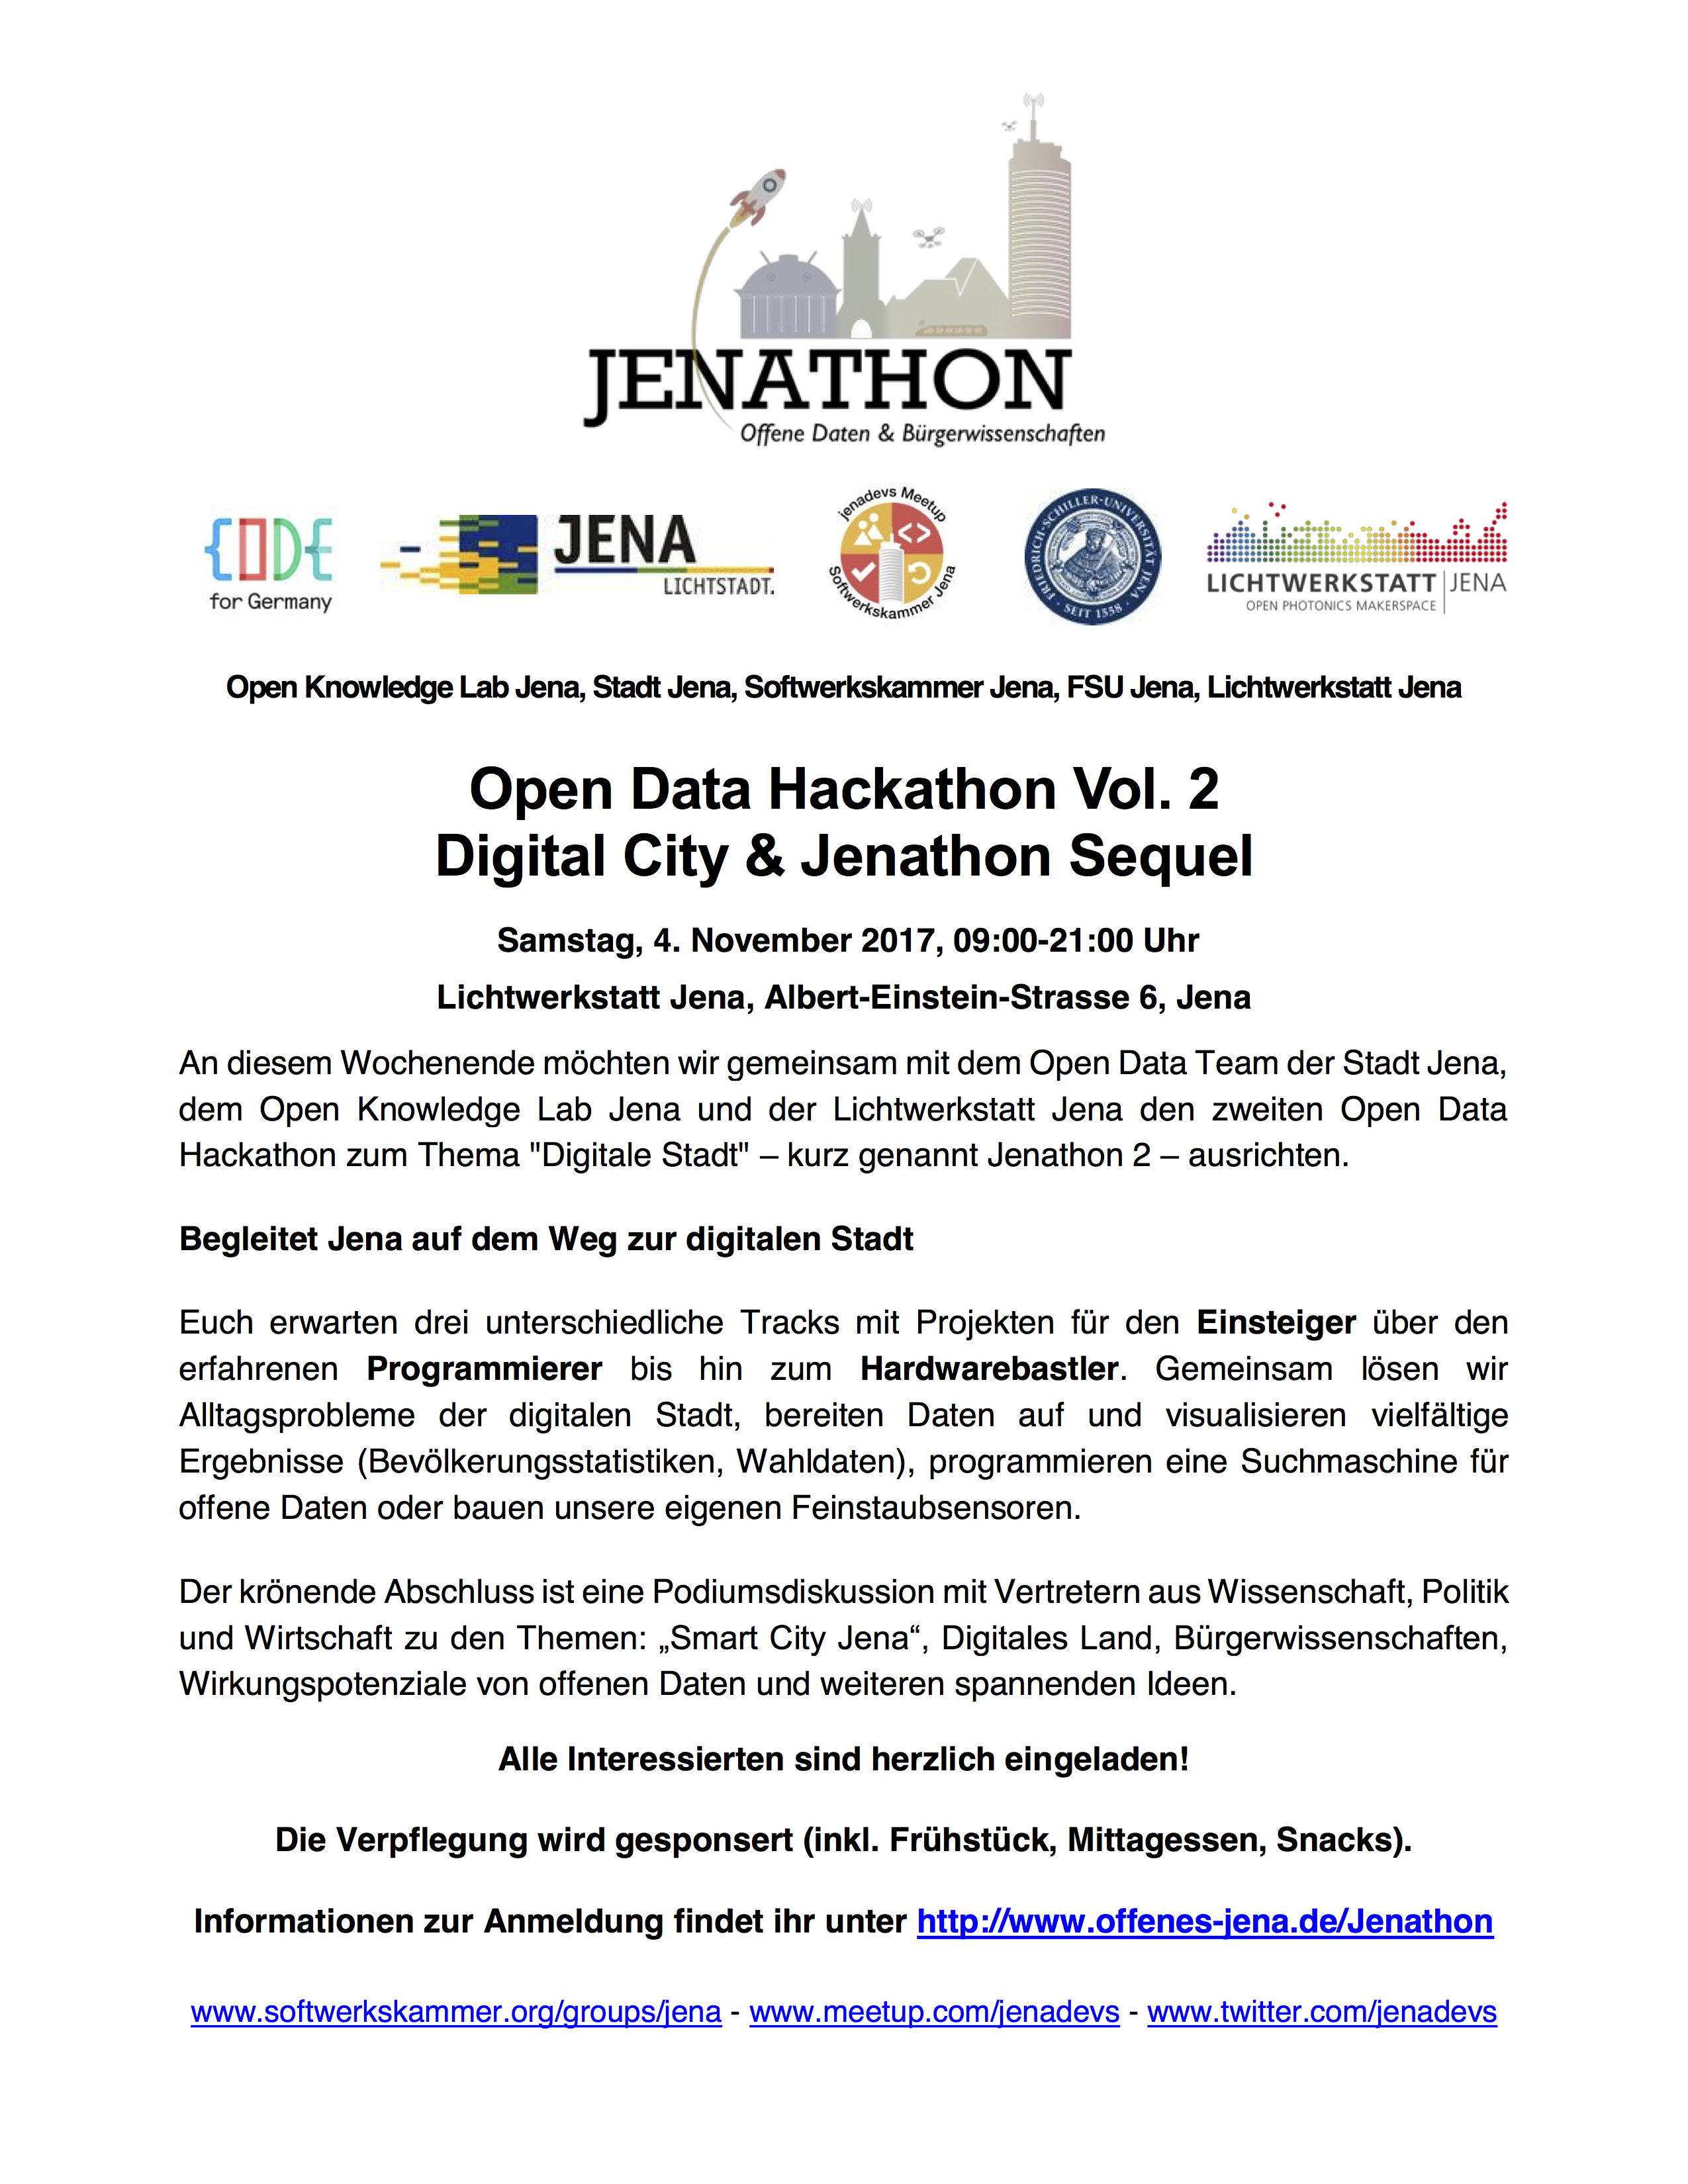 JENATHON
Offene Daten & Bürgerwissenschaften
{CODE
for Germany
JENA
LICHTSTADT.
jenadevs Meetup
Softwerkskammer Jena
FRIEDRICH-SCHILLER-UNIVERSITÄT JENA
· SEIT 1558 ·
LICHTWERKSTATT JENA
OPEN PHOTONICS MAKERSPACE
Open Knowledge Lab Jena, Stadt Jena, Softwerkskammer Jena, FSU Jena, Lichtwerkstatt Jena
Open Data Hackathon Vol. 2
Digital City & Jenathon Sequel
Samstag, 4. November 2017, 09:00-21:00 Uhr
Lichtwerkstatt Jena, Albert-Einstein-Strasse 6, Jena
An diesem Wochenende möchten wir gemeinsam mit dem Open Data Team der Stadt Jena,
dem Open Knowledge Lab Jena und der Lichtwerkstatt Jena den zweiten Open Data
Hackathon zum Thema "Digitale Stadt" – kurz genannt Jenathon 2 – ausrichten.
Begleitet Jena auf dem Weg zur digitalen Stadt
Euch erwarten drei unterschiedliche Tracks mit Projekten für den Einsteiger über den
erfahrenen Programmierer bis hin zum Hardwarebastler. Gemeinsam lösen wir
Alltagsprobleme der digitalen Stadt, bereiten Daten auf und visualisieren vielfältige
Ergebnisse (Bevölkerungsstatistiken, Wahldaten), programmieren eine Suchmaschine für
offene Daten oder bauen unsere eigenen Feinstaubsensoren.
Der krönende Abschluss ist eine Podiumsdiskussion mit Vertretern aus Wissenschaft, Politik
und Wirtschaft zu den Themen: „Smart City Jena“, Digitales Land, Bürgerwissenschaften,
Wirkungspotenziale von offenen Daten und weiteren spannenden Ideen.
Alle Interessierten sind herzlich eingeladen!
Die Verpflegung wird gesponsert (inkl. Frühstück, Mittagessen, Snacks).
Informationen zur Anmeldung findet ihr unter http://www.offenes-jena.de/Jenathon
www.softwerkskammer.org/groups/jena - www.meetup.com/jenadevs - www.twitter.com/jenadevs